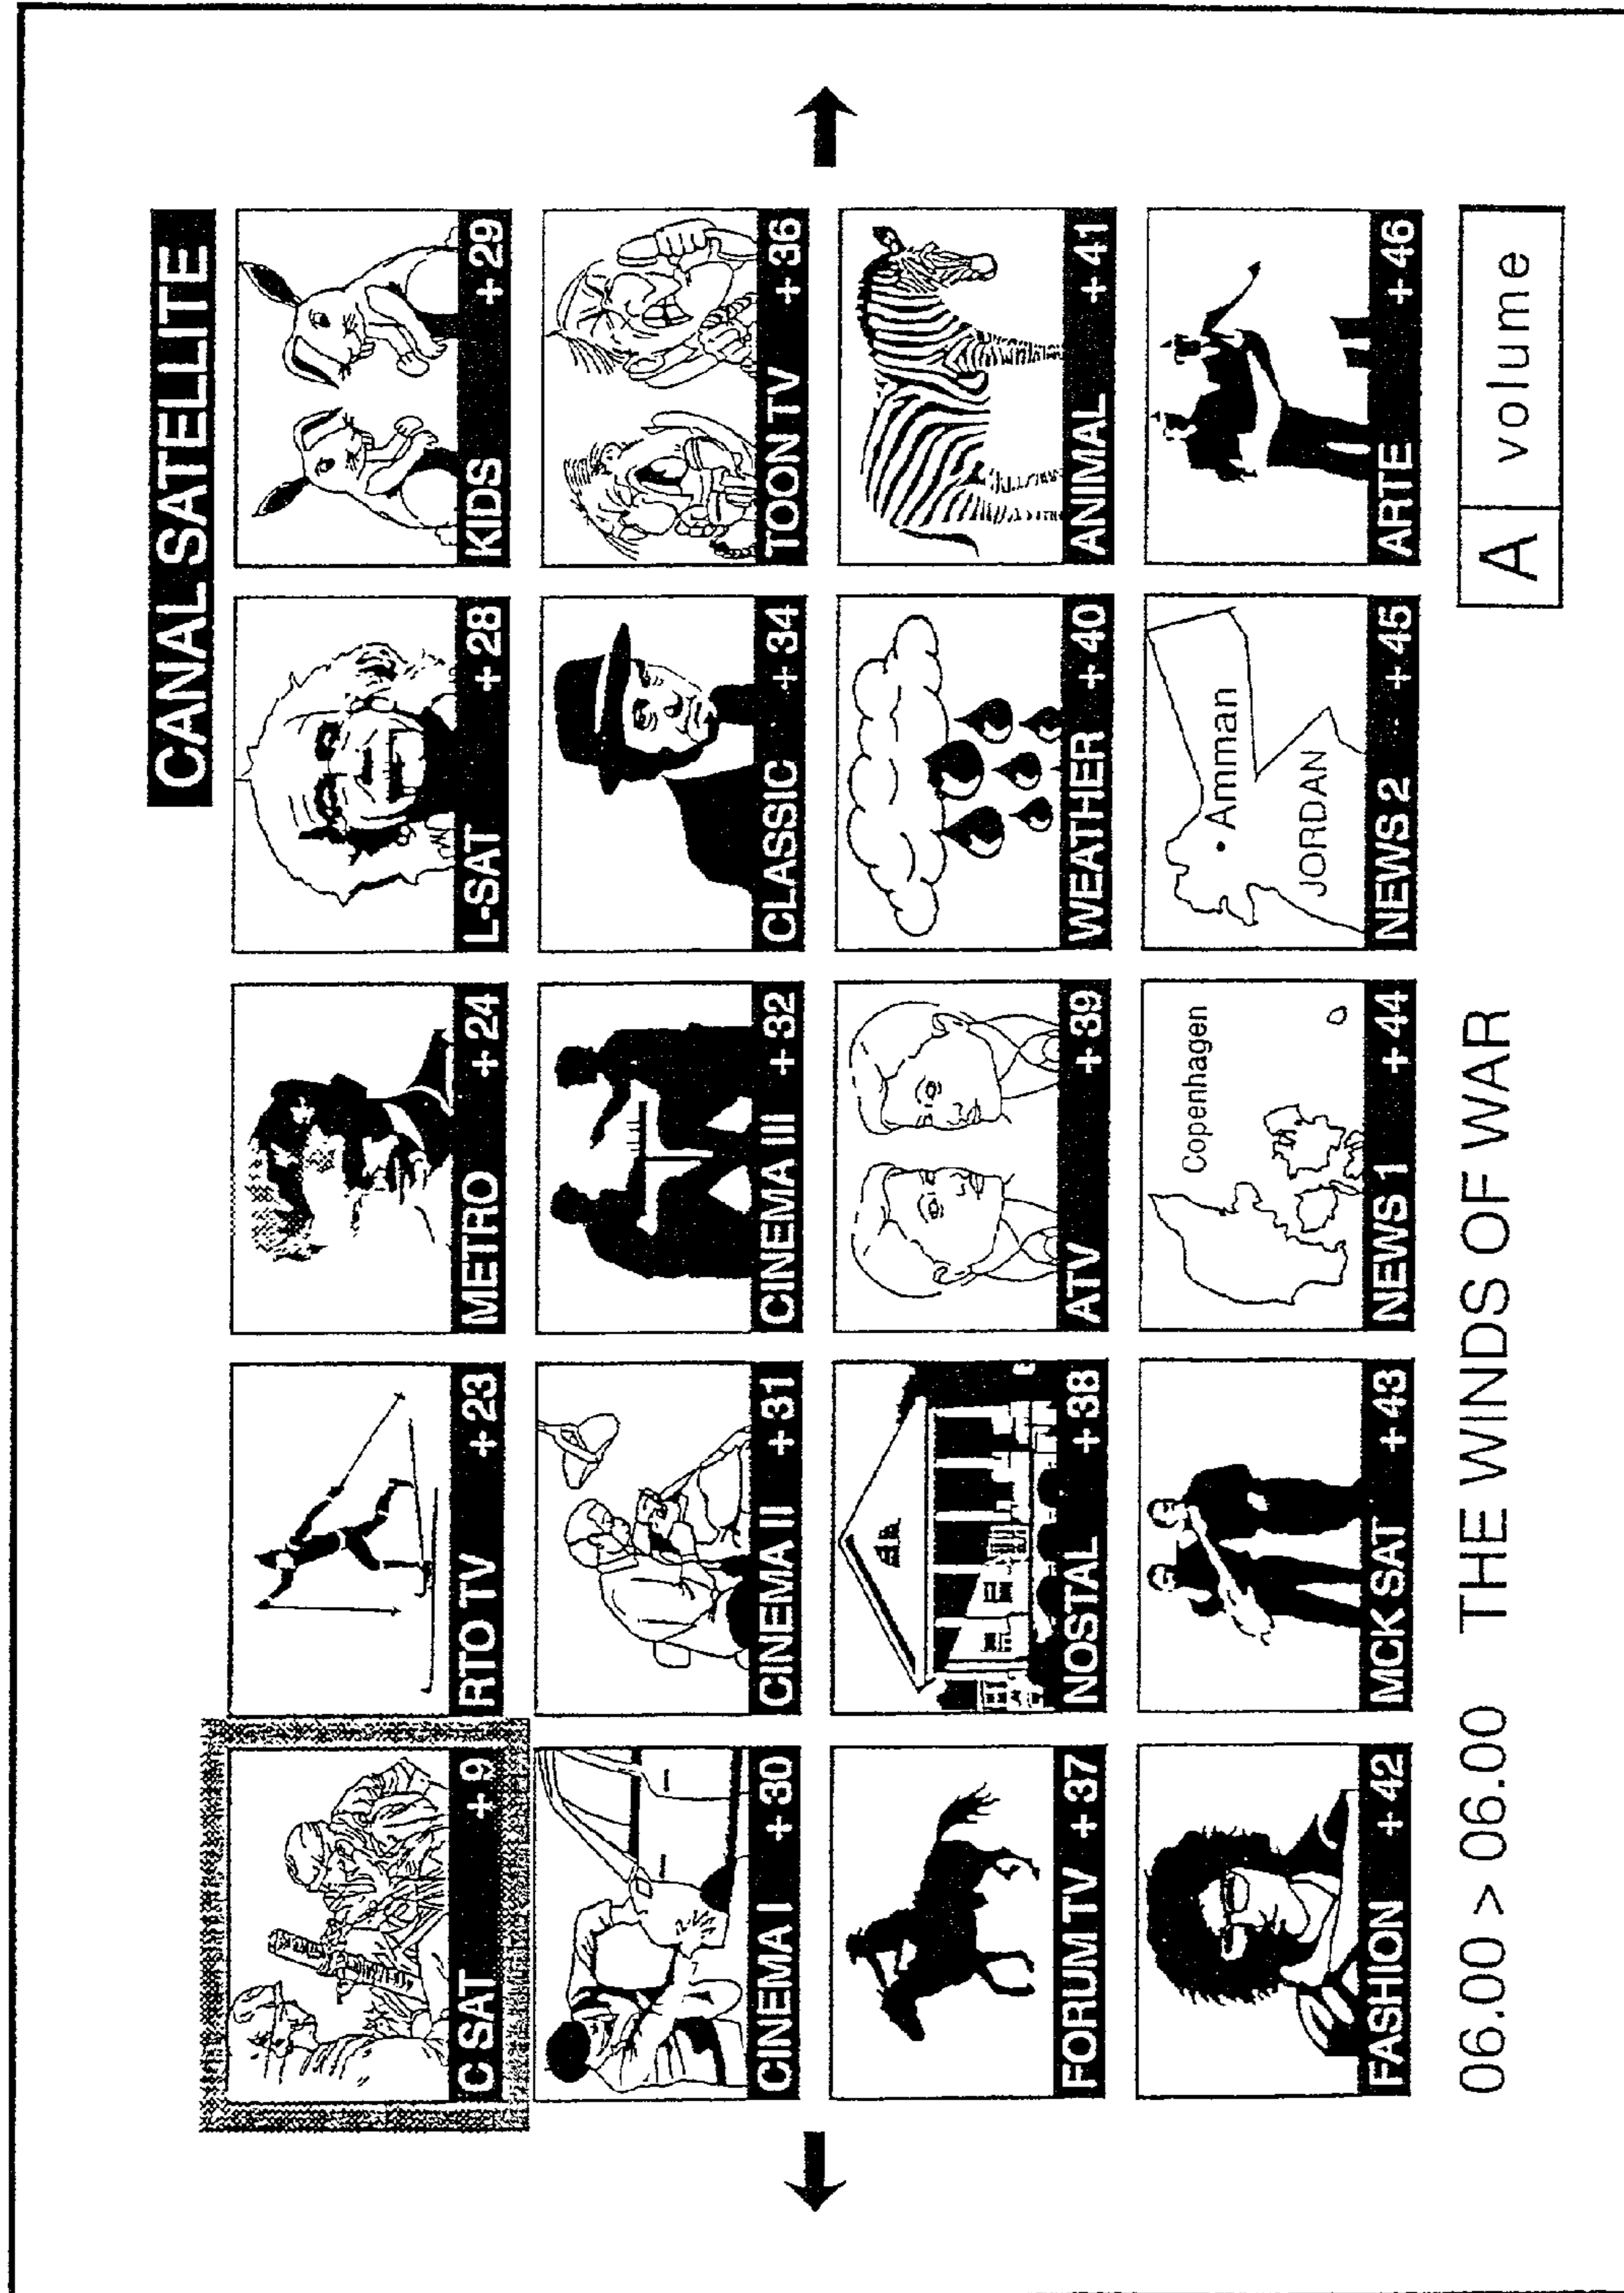 CANAL SATELLITE
C SAT + 9
RTO TV + 23
METRO + 24
L-SAT + 28
KIDS + 29
CINEMA I + 30
CINEMA II + 31
CINEMA III + 32
CLASSIC + 34
TOON TV + 36
FORUM TV + 37
NOSTAL + 38
ATV + 39
WEATHER + 40
ANIMAL + 41
Copenhagen
Amman
JORDAN
FASHION + 42
MCK SAT + 43
NEWS 1 + 44
NEWS 2 + 45
ARTE + 46
06.00 > 06.00 THE WINDS OF WAR
A volume